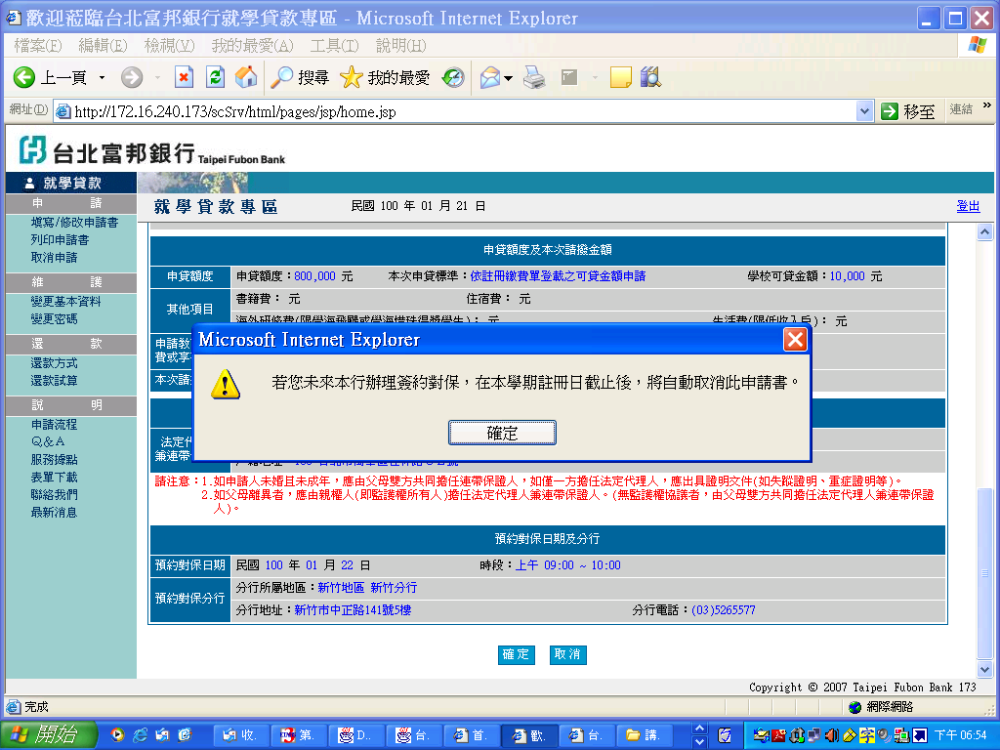 歡迎蒞臨台北富邦銀行就學貸款專區 - Microsoft Internet Explorer
檔案(F) 編輯(E) 檢視(V) 我的最愛(A) 工具(T) 說明(H)
上一頁 搜尋 我的最愛
網址(D) http://172.16.240.173/scSrv/html/pages/jsp/home.jsp 移至 連結 »
台北富邦銀行 Taipei Fubon Bank
就學貸款
就學貸款專區 民國 100 年 01 月 21 日 登出
申 請
填寫/修改申請書
列印申請書
取消申請
維 護
變更基本資料
變更密碼
還 款
還款方式
還款試算
說 明
申請流程
Q&A
服務據點
表單下載
聯絡我們
最新消息
申貸額度及本次請撥金額
申貸額度 申貸額度：800,000 元 本次申貸標準：依註冊繳費單登載之可貸金額申請 學校可貸金額：10,000 元
其他項目 書籍費： 元 住宿費： 元
海外研修費(限學海飛颺或學海惜珠得獎學生)： 元 生活費(限低收入戶)： 元
申請教
費或享
本次請
Microsoft Internet Explorer
若您未來本行辦理簽約對保，在本學期註冊日截止後，將自動取消此申請書。
確定
法定代
兼連帶
請注意：1.如申請人未婚且未成年，應由父母雙方共同擔任連帶保證人，如僅一方擔任法定代理人，應出具證明文件(如失蹤證明、重症證明等)。
2.如父母離異者，應由親權人(即監護權所有人)擔任法定代理人兼連帶保證人。(無監護權協議者，由父母雙方共同擔任法定代理人兼連帶保證
人)。
預約對保日期及分行
預約對保日期 民國 100 年 01 月 22 日 時段：上午 09:00 ~ 10:00
預約對保分行 分行所屬地區：新竹地區 新竹分行
分行地址：新竹市中正路141號5樓 分行電話：(03)5265577
確定 取消
Copyright © 2007 Taipei Fubon Bank 173
完成 網際網路
開始 收. 第. D.. 台. 首. 歡. 台. 講. 下午 06:54